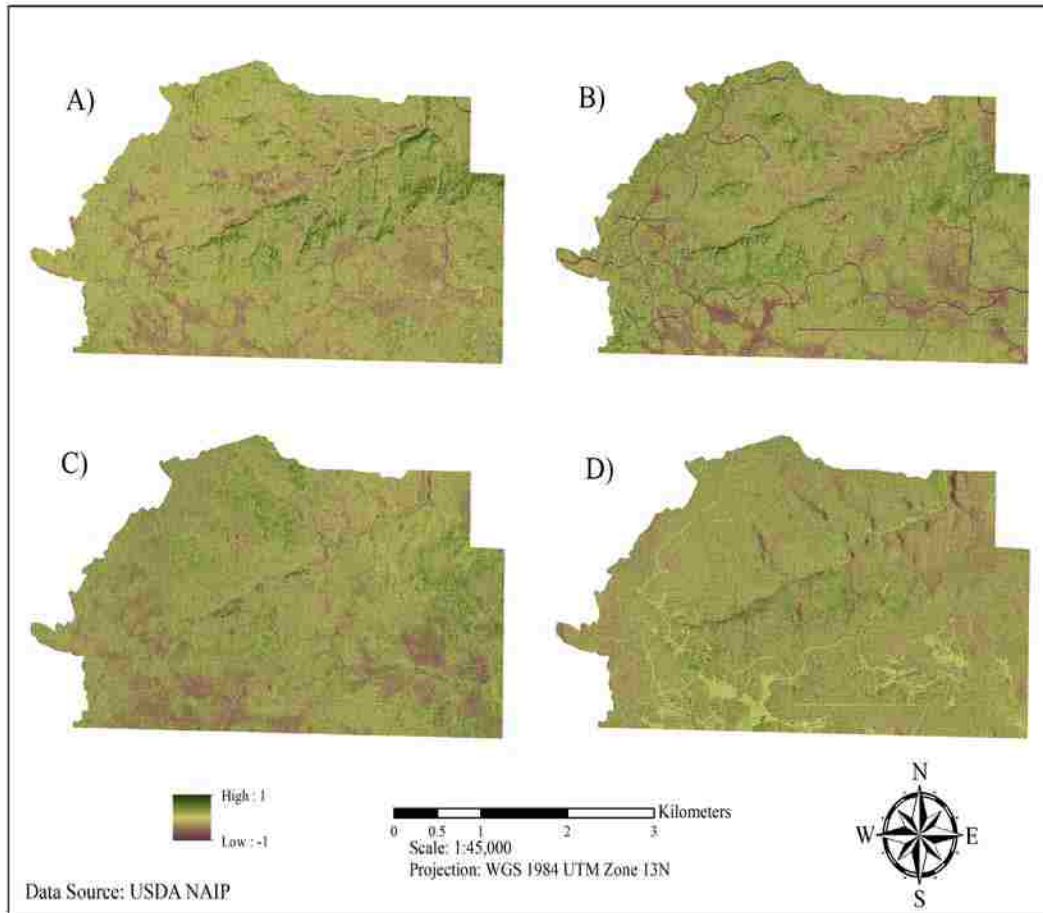 A)
B)
C)
D)
High : 1
Low : -1
Kilometers
0 0.5 1 2 3
Scale: 1:45,000
Projection: WGS 1984 UTM Zone 13N
N
W E
S
Data Source: USDA NAIP